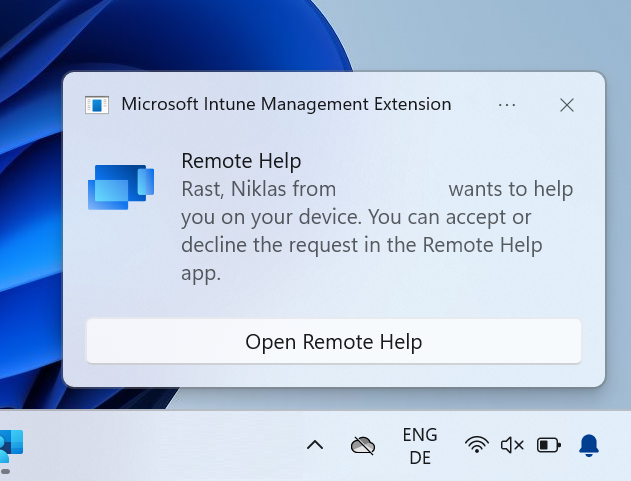 Microsoft Intune Management Extension
Remote Help
Rast, Niklas from wants to help
you on your device. You can accept or
decline the request in the Remote Help
app.
Open Remote Help
ENG
DE